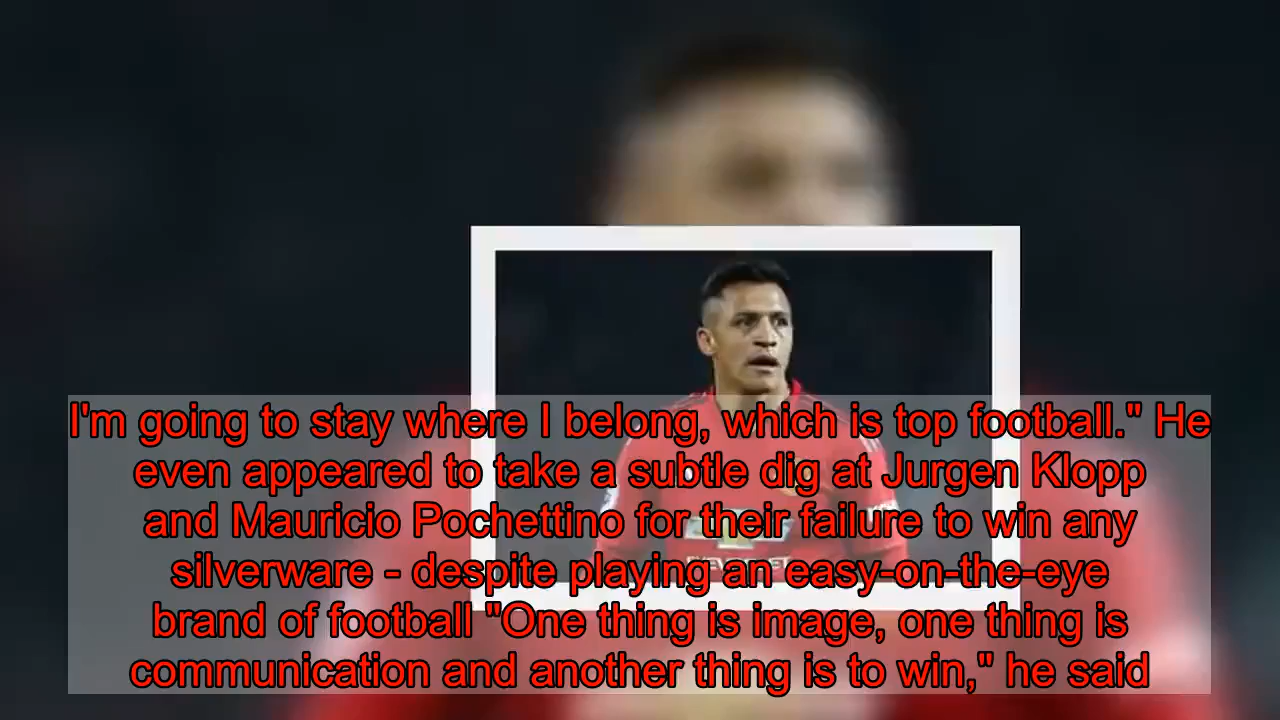 I'm going to stay where I belong, which is top football." He
even appeared to take a subtle dig at Jurgen Klopp
and Mauricio Pochettino for their failure to win any
silverware - despite playing an easy-on-the-eye
brand of football "One thing is image, one thing is
communication and another thing is to win," he said